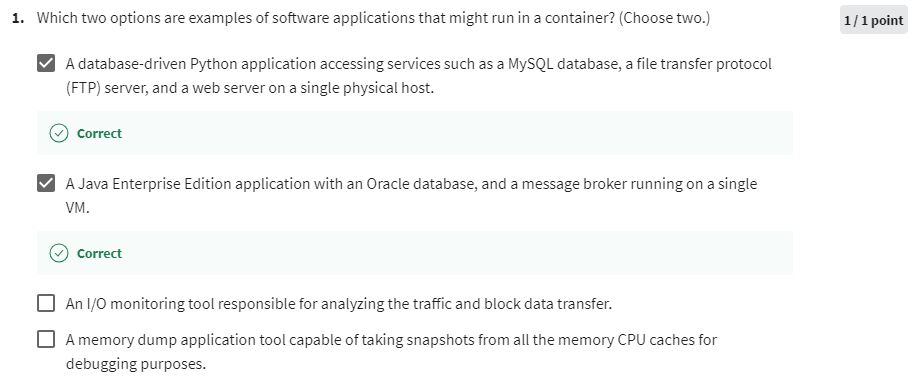 1. Which two options are examples of software applications that might run in a container? (Choose two.)
1 / 1 point
A database-driven Python application accessing services such as a MySQL database, a file transfer protocol
(FTP) server, and a web server on a single physical host.
Correct
A Java Enterprise Edition application with an Oracle database, and a message broker running on a single
VM.
Correct
An I/O monitoring tool responsible for analyzing the traffic and block data transfer.
A memory dump application tool capable of taking snapshots from all the memory CPU caches for
debugging purposes.